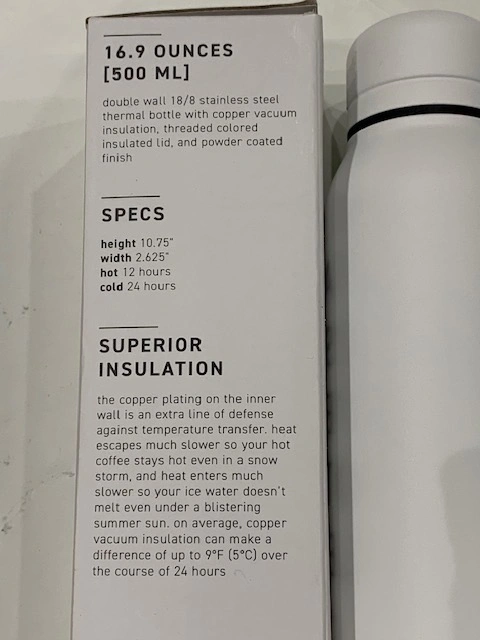 16.9 OUNCES
[500 ML]
double wall 18/8 stainless steel
thermal bottle with copper vacuum
insulation, threaded colored
insulated lid, and powder coated
finish
SPECS
height 10.75"
width 2.625"
hot 12 hours
cold 24 hours
SUPERIOR
INSULATION
the copper plating on the inner
wall is an extra line of defense
against temperature transfer. heat
escapes much slower so your hot
coffee stays hot even in a snow
storm, and heat enters much
slower so your ice water doesn't
melt even under a blistering
summer sun. on average, copper
vacuum insulation can make a
difference of up to 9°F (5°C) over
the course of 24 hours